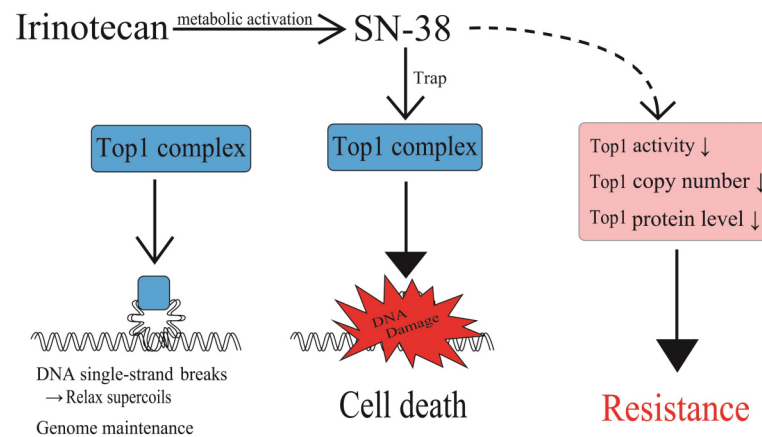 Irinotecan
metabolic activation
SN-38
Trap
Top1 complex
Top1 complex
Top1 activity ↓
Top1 copy number ↓
Top1 protein level ↓
DNA
Damage
DNA single-strand breaks
→ Relax supercoils
Genome maintenance
Cell death
Resistance